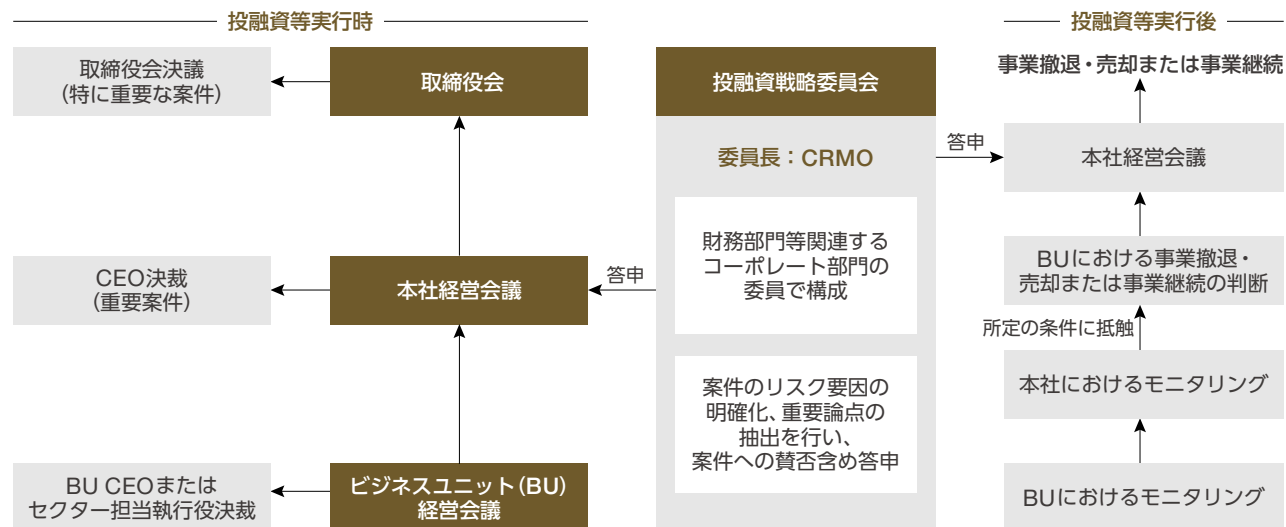 投融資等実行時
取締役会決議
（特に重要な案件）
取締役会
CEO決裁
（重要案件）
本社経営会議
BU CEOまたは
セクター担当執行役決裁
ビジネスユニット（BU）
経営会議
答申
投融資戦略委員会
委員長：CRMO
財務部門等関連する
コーポレート部門の
委員で構成
案件のリスク要因の
明確化、重要論点の
抽出を行い、
案件への賛否含め答申
答申
投融資等実行後
事業撤退・売却または事業継続
本社経営会議
BUにおける事業撤退・
売却または事業継続の判断
所定の条件に抵触
本社におけるモニタリング
BUにおけるモニタリング